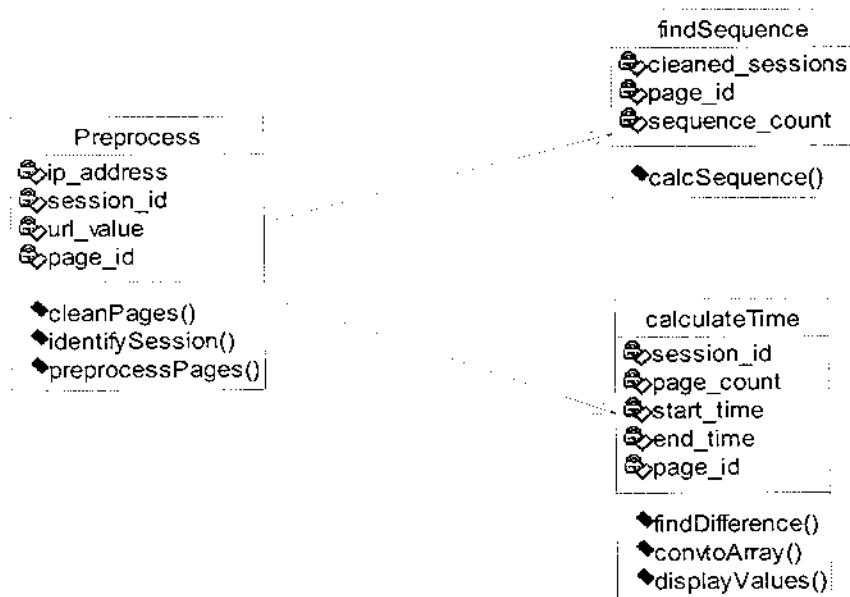 Preprocess
ip_address
session_id
url_value
page_id
cleanPages()
identifySession()
preprocessPages()
findSequence
cleaned_sessions
page_id
sequence_count
calcSequence()
calculateTime
session_id
page_count
start_time
end_time
page_id
findDifference()
convtoArray()
displayValues()